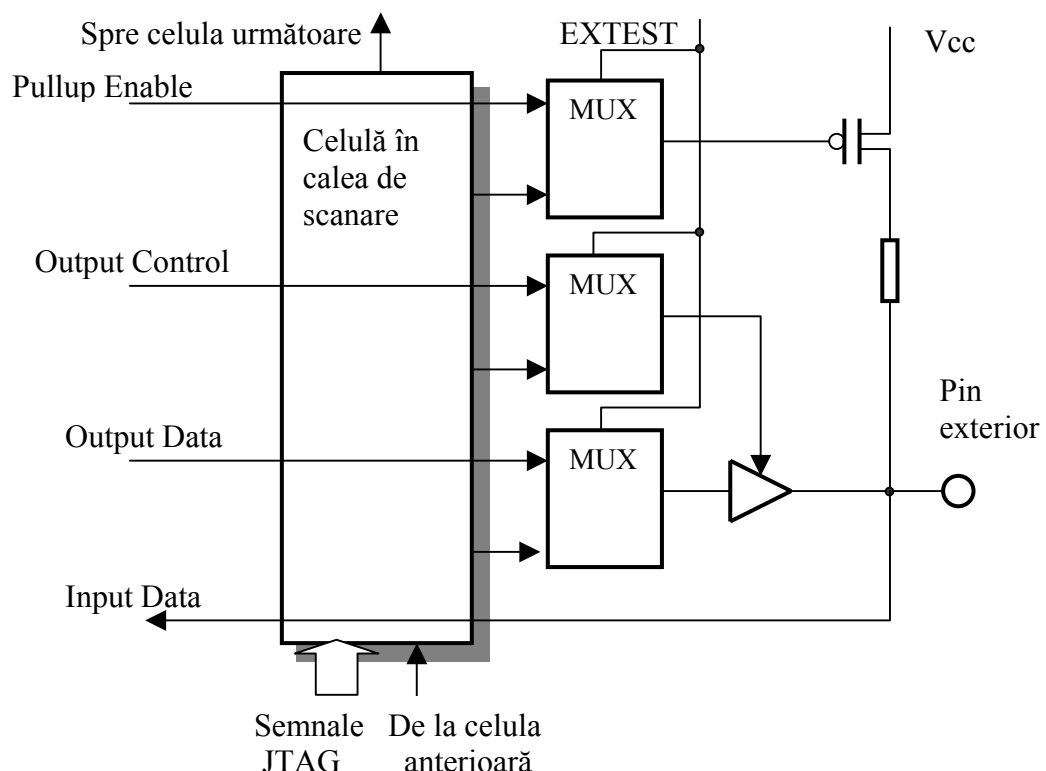 Spre celula următoare
EXTEST
Vcc
Pullup Enable
MUX
Celulă în
calea de
scanare
Output Control
MUX
Pin
exterior
Output Data
MUX
Input Data
Semnale
JTAG
De la celula
anterioară